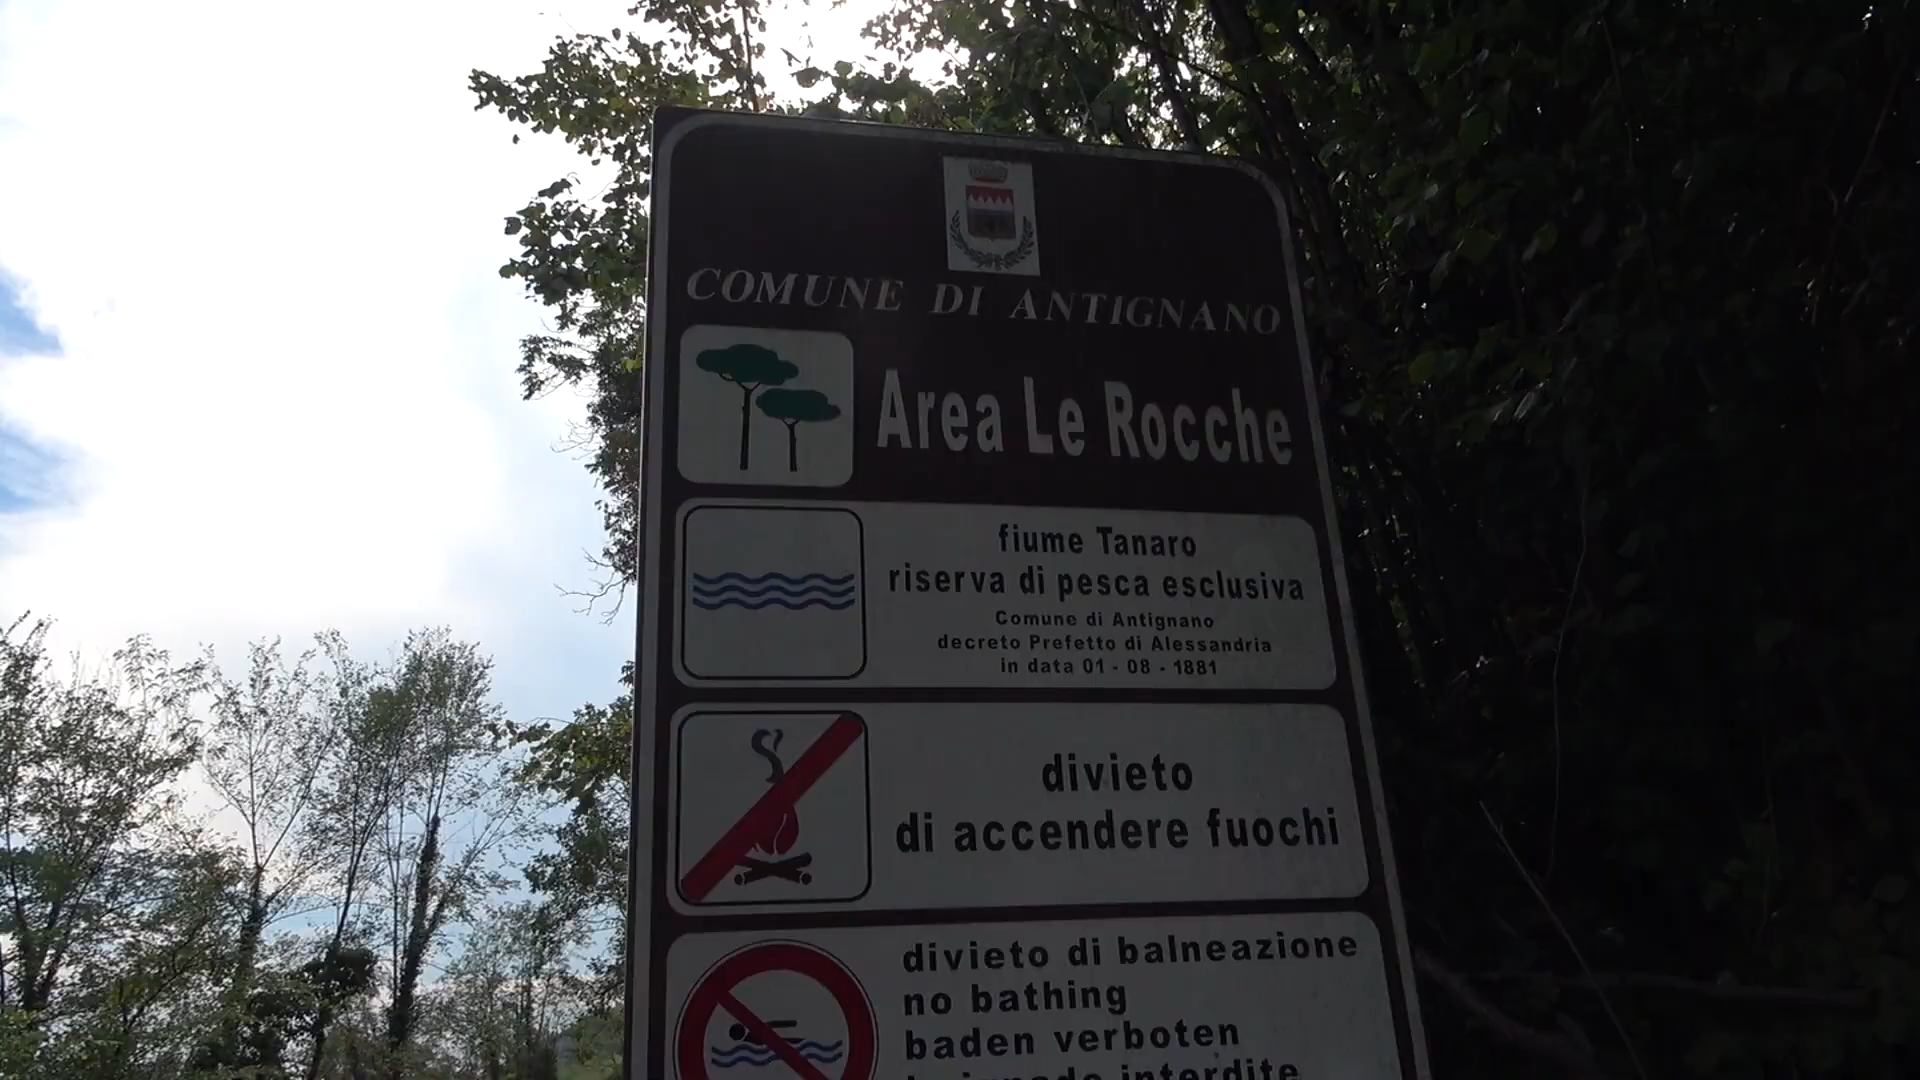 COMUNE DI ANTIGNANO
Area Le Rocche
fiume Tanaro
riserva di pesca esclusiva
Comune di Antignano
decreto Prefetto di Alessandria
in data 01 - 08 - 1881
divieto
di accendere fuochi
divieto di balneazione
no bathing
baden verboten
interdite